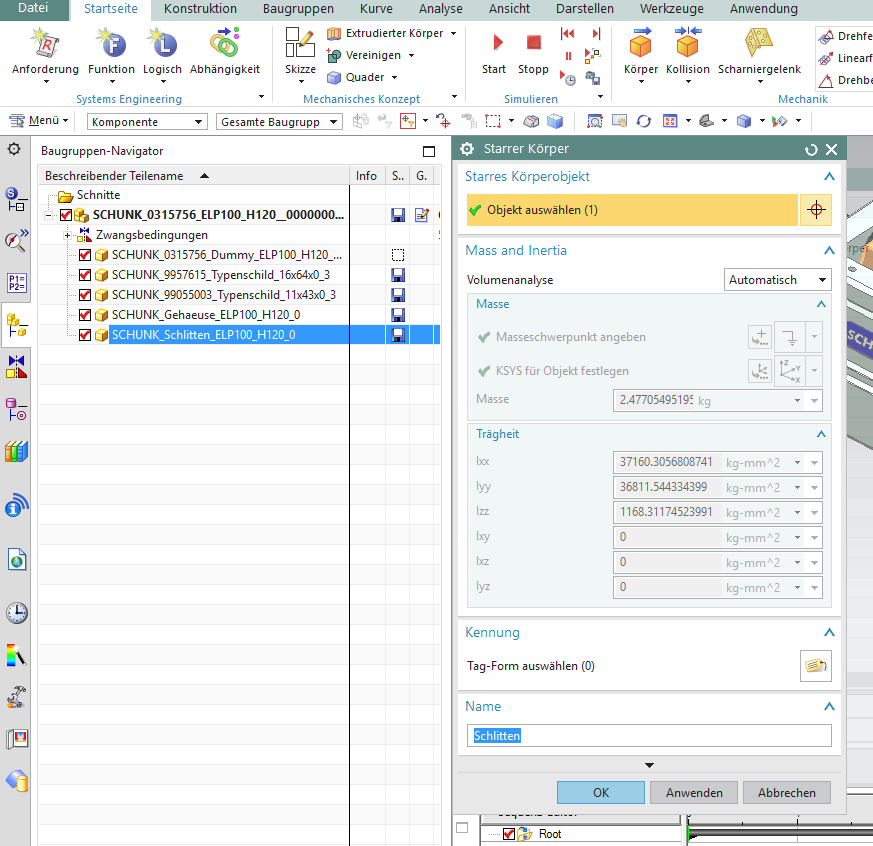 Datei Startseite Konstruktion Baugruppen Kurve Analyse Ansicht Darstellen Werkzeuge Anwendung
Anforderung Funktion Logisch Abhängigkeit
Systems Engineering
Skizze
Extrudierter Körper
Vereinigen
Quader
Mechanisches Konzept
Start Stopp
Simulieren
Körper Kollision Scharniergelenk
Drehfe
Linearf
Drehbe
Mechanik
Menü Komponente Gesamte Baugrupp
Baugruppen-Navigator
Beschreibender Teilename Info S.. G.
Schnitte
SCHUNK_0315756_ELP100_H120__0000000...
Zwangsbedingungen
SCHUNK_0315756_Dummy_ELP100_H120_...
SCHUNK_9957615_Typenschild_16x64x0_3
SCHUNK_99055003_Typenschild_11x43x0_3
SCHUNK_Gehaeuse_ELP100_H120_0
SCHUNK_Schlitten_ELP100_H120_0
Starrer Körper
Starres Körperobjekt
Objekt auswählen (1)
Mass and Inertia
Volumenanalyse Automatisch
Masse
Masseschwerpunkt angeben
KSYS für Objekt festlegen
Masse 2.47705495195 kg
Trägheit
Ixx 37160.3056808741 kg-mm^2
Iyy 36811.544334399 kg-mm^2
Izz 1168.31174523991 kg-mm^2
Ixy 0 kg-mm^2
Ixz 0 kg-mm^2
Iyz 0 kg-mm^2
Kennung
Tag-Form auswählen (0)
Name
Schlitten
OK Anwenden Abbrechen
Root